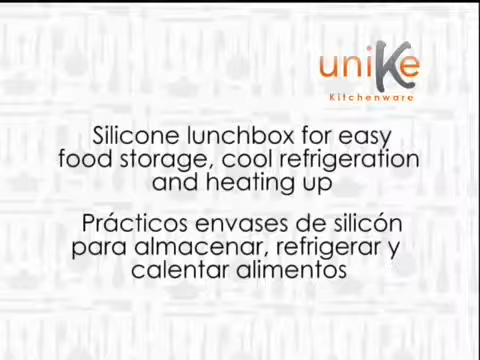 uniKe
Kitchenware
Silicone lunchbox for easy
food storage, cool refrigeration
and heating up
Prácticos envases de silicón
para almacenar, refrigerar y
calentar alimentos